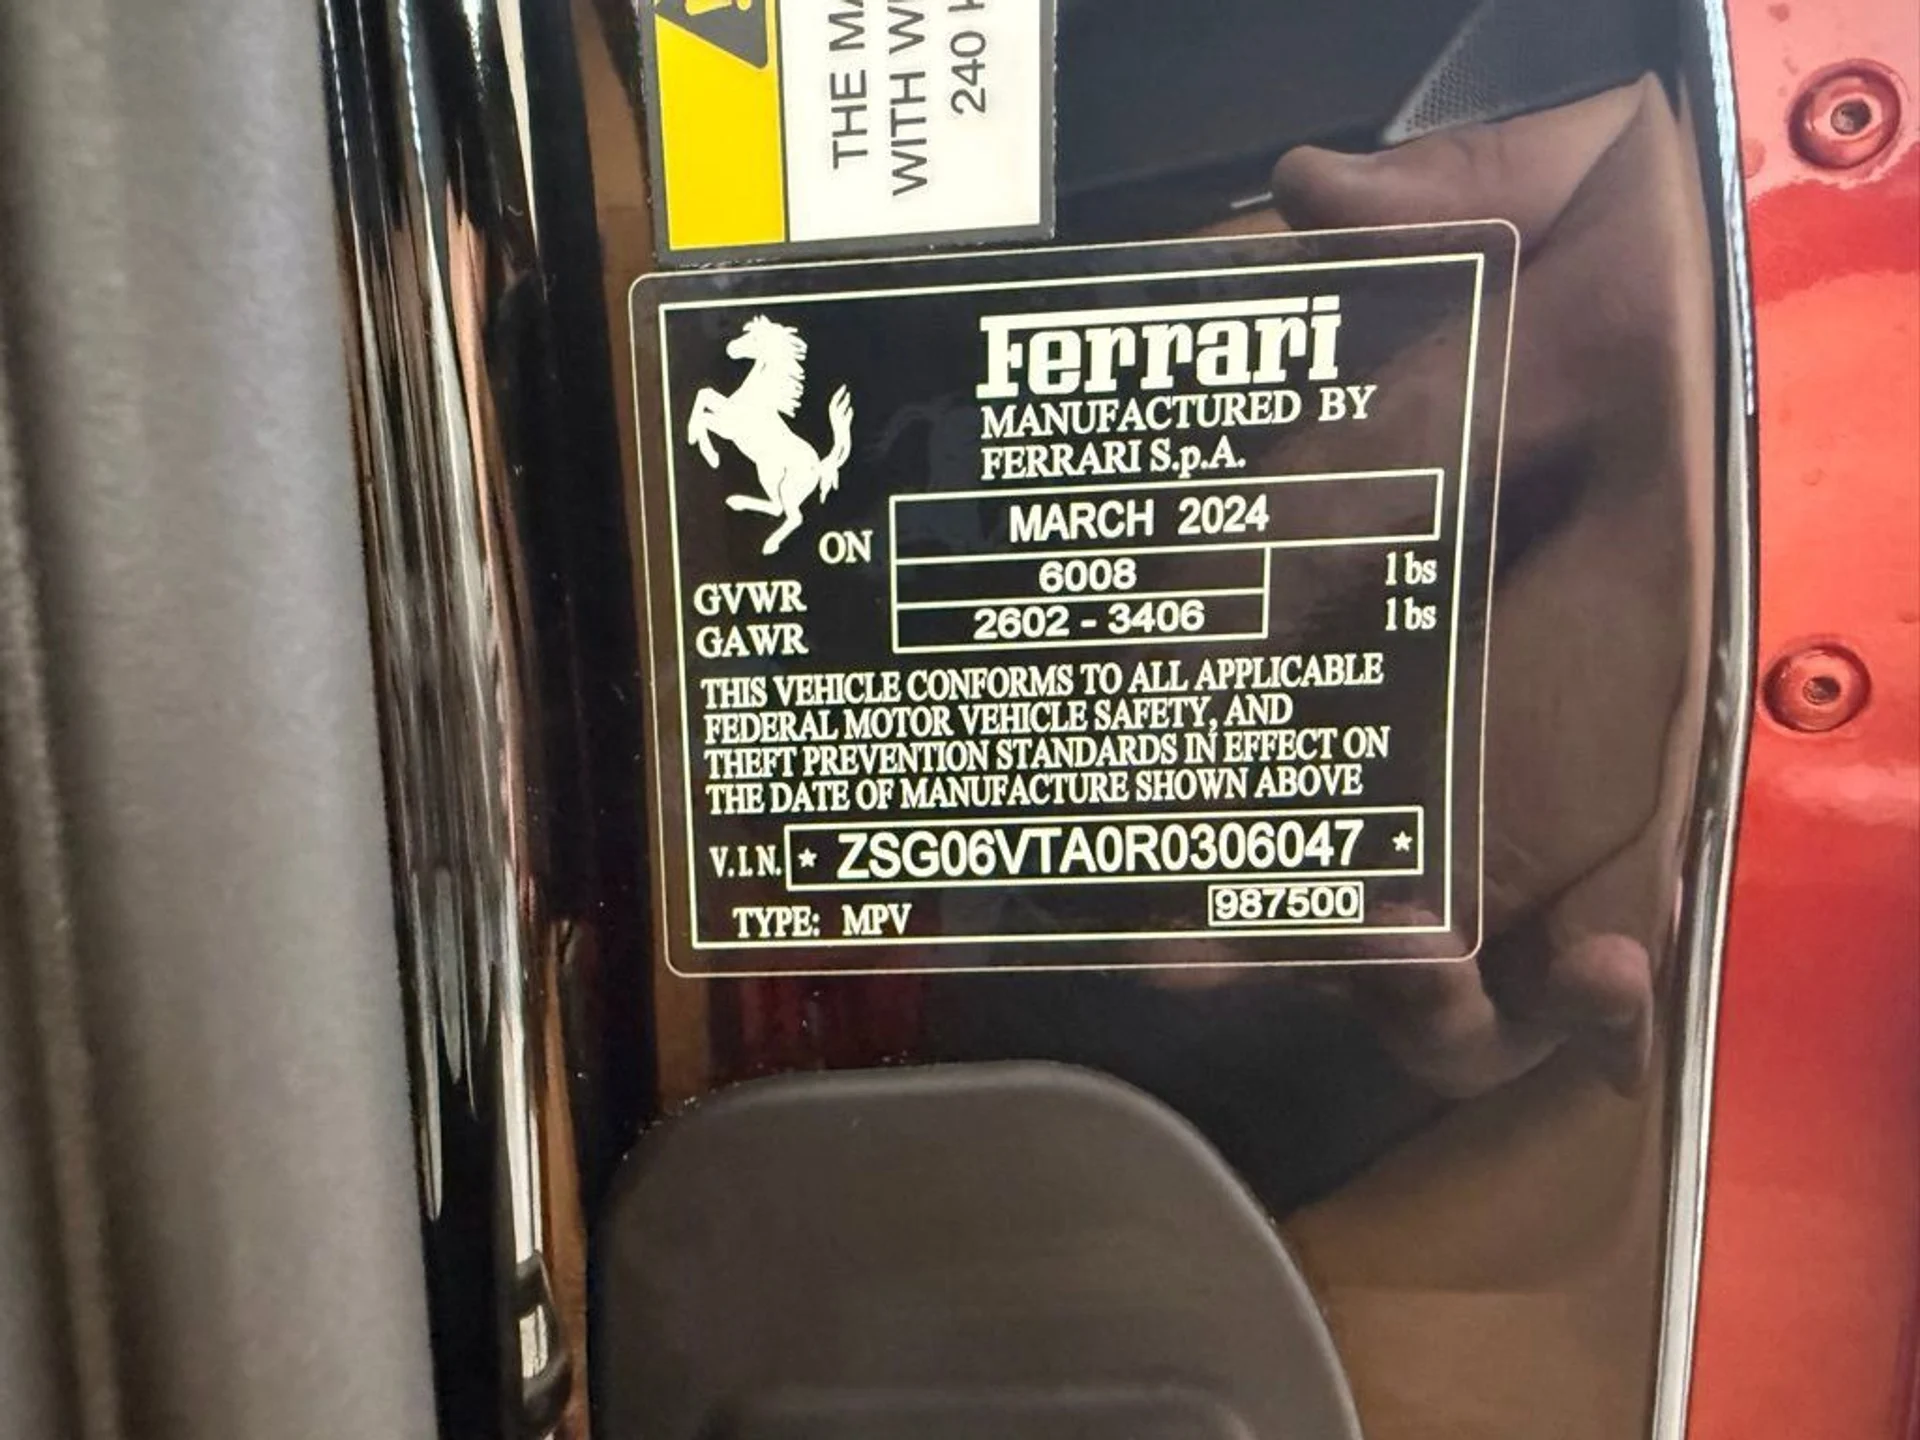 THE MA
WITH W
240
Ferrari
MANUFACTURED BY
FERRARI S.p.A.
ON MARCH 2024
GVWR 6008 lbs
GAWR 2602 - 3406 lbs
THIS VEHICLE CONFORMS TO ALL APPLICABLE
FEDERAL MOTOR VEHICLE SAFETY, AND
THEFT PREVENTION STANDARDS IN EFFECT ON
THE DATE OF MANUFACTURE SHOWN ABOVE
V.I.N. * ZSG06VTA0R0306047 *
TYPE: MPV 987500